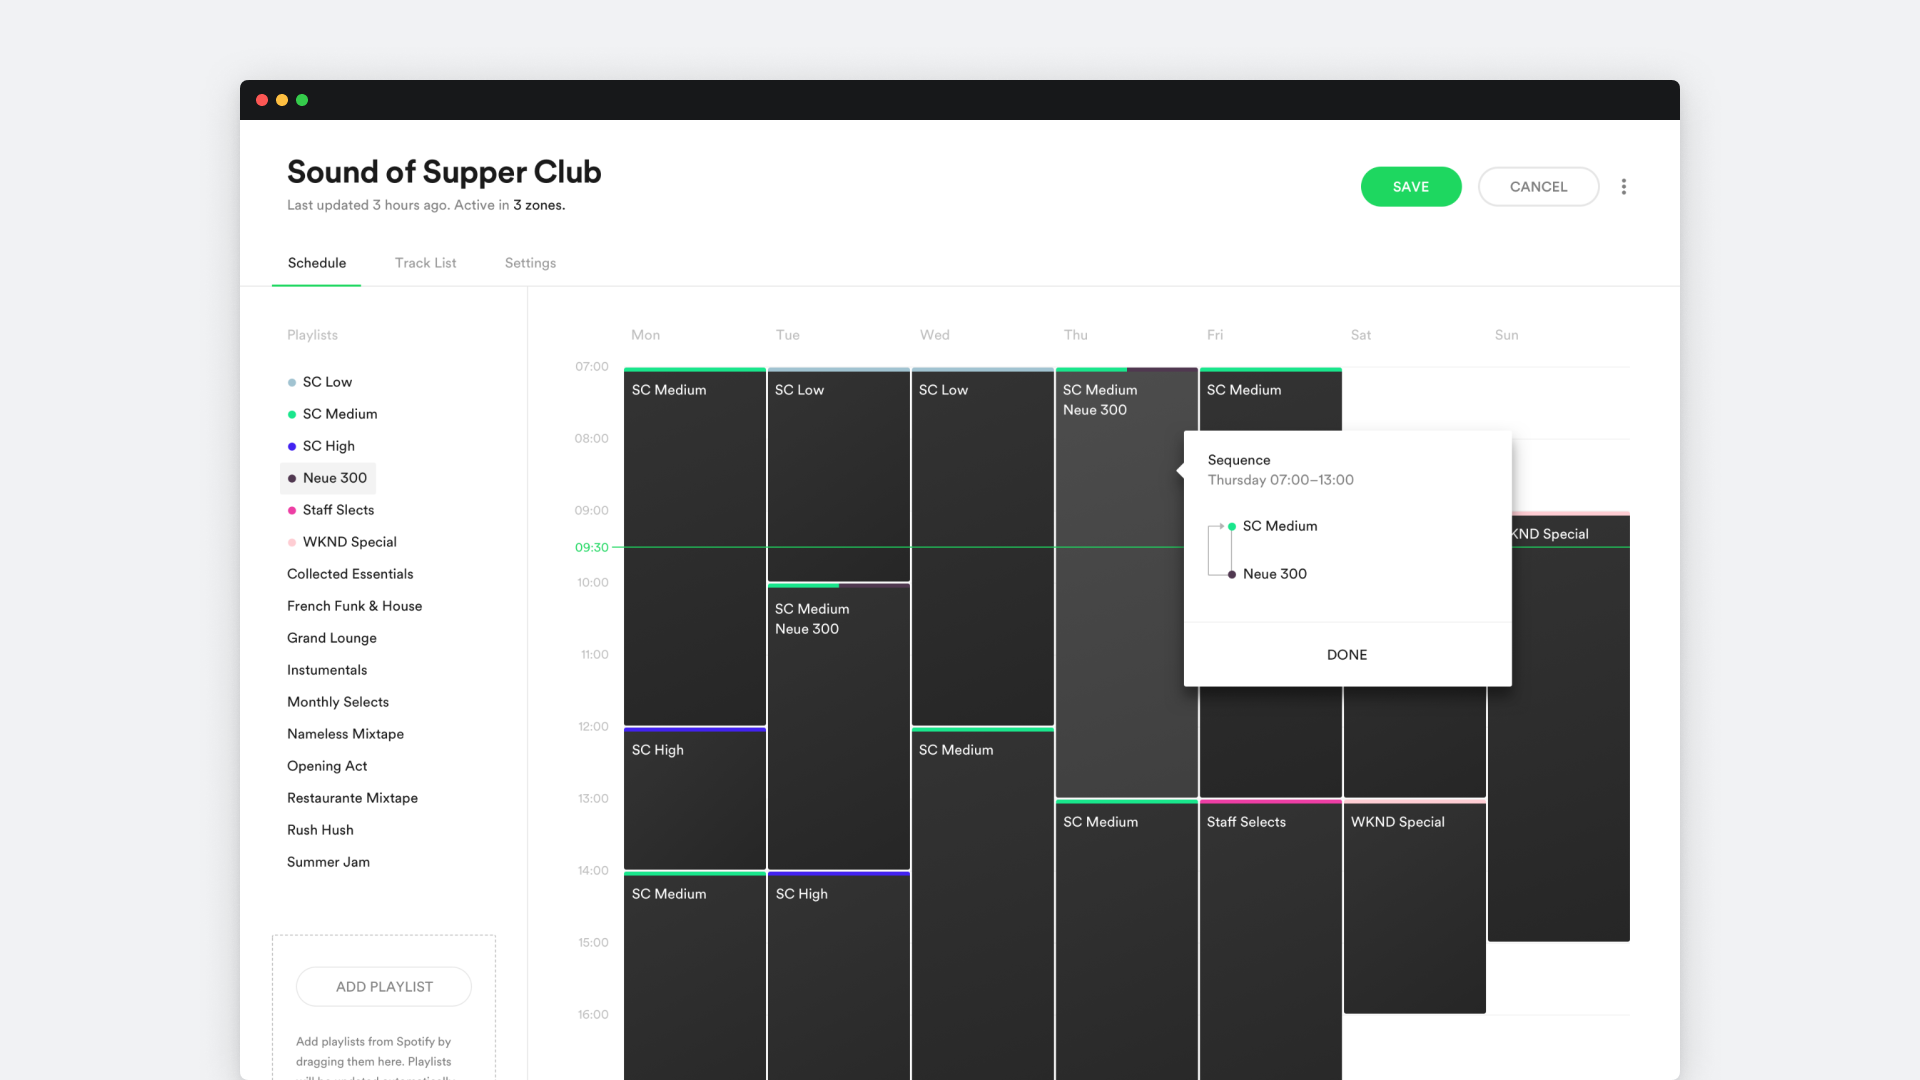 Sound of Supper Club
Last updated 3 hours ago. Active in 3 zones.
SAVE
CANCEL
Schedule
Track List
Settings
Playlists
SC Low
SC Medium
SC High
Neue 300
Staff Slects
WKND Special
Collected Essentials
French Funk & House
Grand Lounge
Instumentals
Monthly Selects
Nameless Mixtape
Opening Act
Restaurante Mixtape
Rush Hush
Summer Jam
ADD PLAYLIST
Add playlists from Spotify by
dragging them here. Playlists
Mon
Tue
Wed
Thu
Fri
Sat
Sun
07:00
08:00
09:00
09:30
10:00
11:00
12:00
13:00
14:00
15:00
16:00
SC Medium
SC High
SC Medium
SC Low
SC Medium
Neue 300
SC High
SC Low
SC Medium
SC Medium
Neue 300
SC Medium
SC Medium
Staff Selects
WKND Special
KND Special
Sequence
Thursday 07:00–13:00
SC Medium
Neue 300
DONE